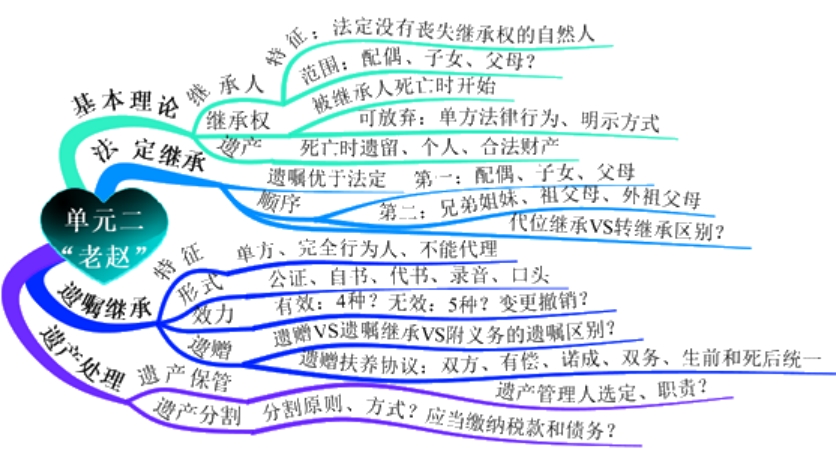 单元二
“老赵”
基本理论
继承人
特征：法定没有丧失继承权的自然人
范围：配偶、子女、父母？
继承权
被继承人死亡时开始
可放弃：单方法律行为、明示方式
遗产
死亡时遗留、个人、合法财产
法定继承
遗嘱优于法定
顺序
第一：配偶、子女、父母
第二：兄弟姐妹、祖父母、外祖父母
代位继承VS转继承区别？
遗嘱继承
特征
单方、完全行为人、不能代理
形式
公证、自书、代书、录音、口头
效力
有效：4种？无效：5种？变更撤销？
遗赠
遗赠VS遗嘱继承VS附义务的遗嘱区别？
遗赠扶养协议：双方、有偿、诺成、双务、生前和死后统一
遗产处理
遗产保管
遗产管理人选定、职责？
遗产分割
分割原则、方式？应当缴纳税款和债务？